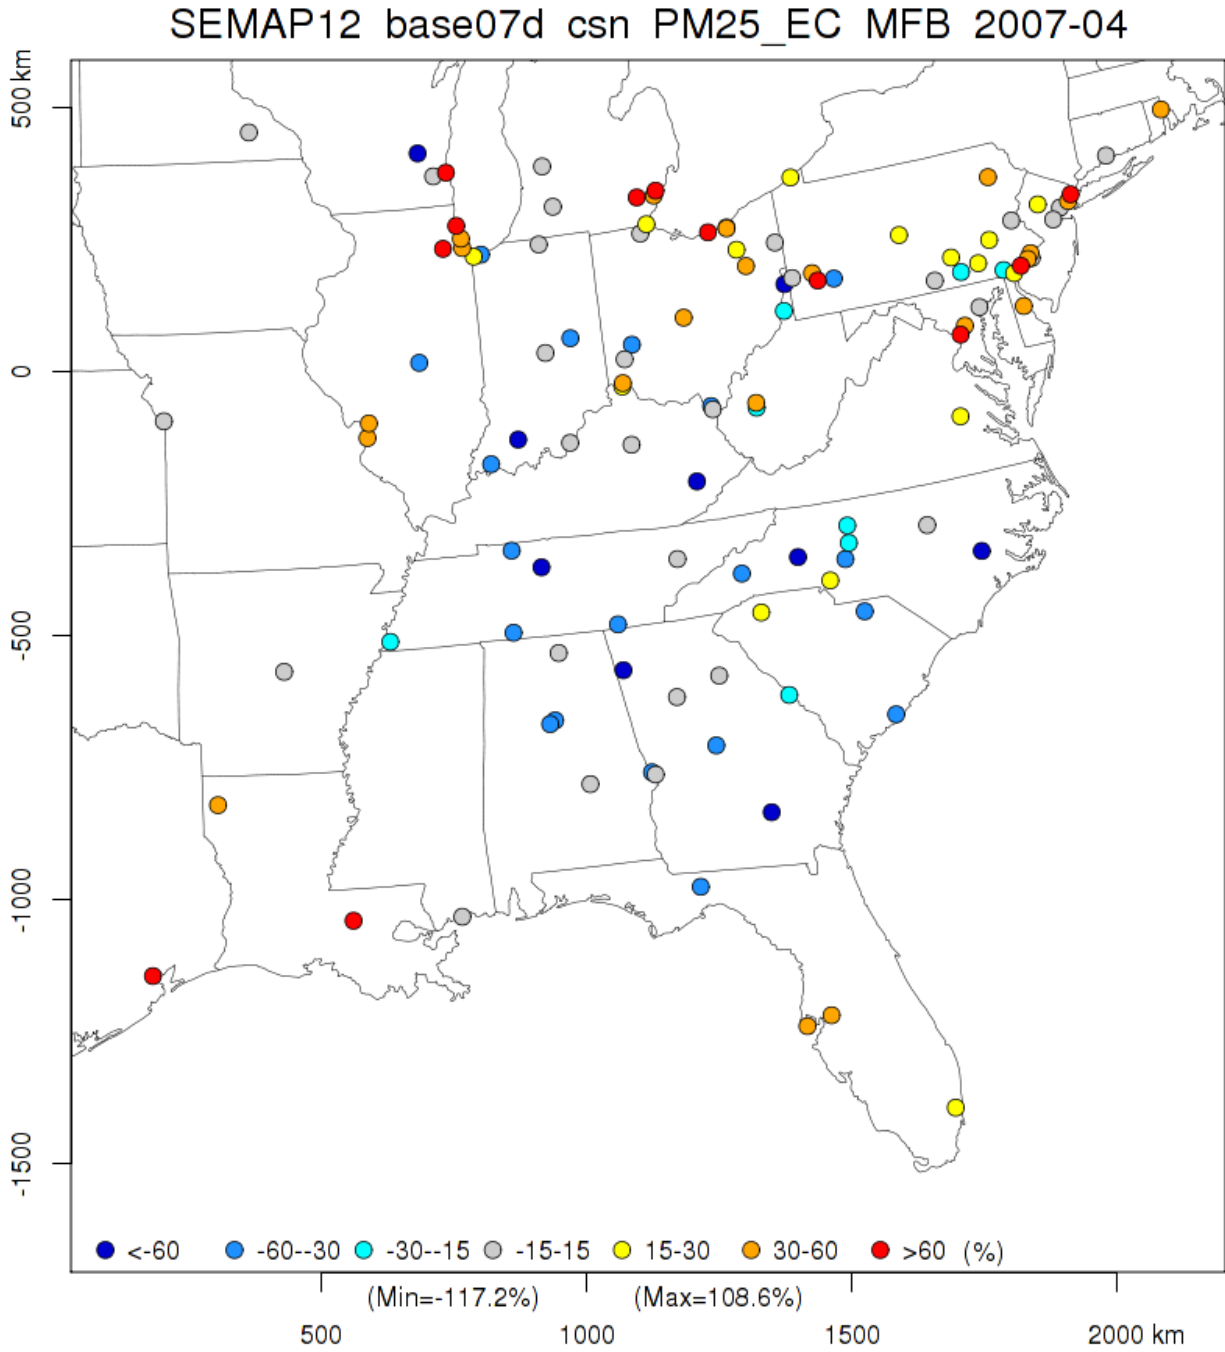 SEMAP12 base07d csn PM25_EC MFB 2007-04
500 km
0
-500
-1000
-1500
<-60 -60--30 -30--15 -15-15 15-30 30-60 >60 (%)
(Min=-117.2%) (Max=108.6%)
500 1000 1500 2000 km